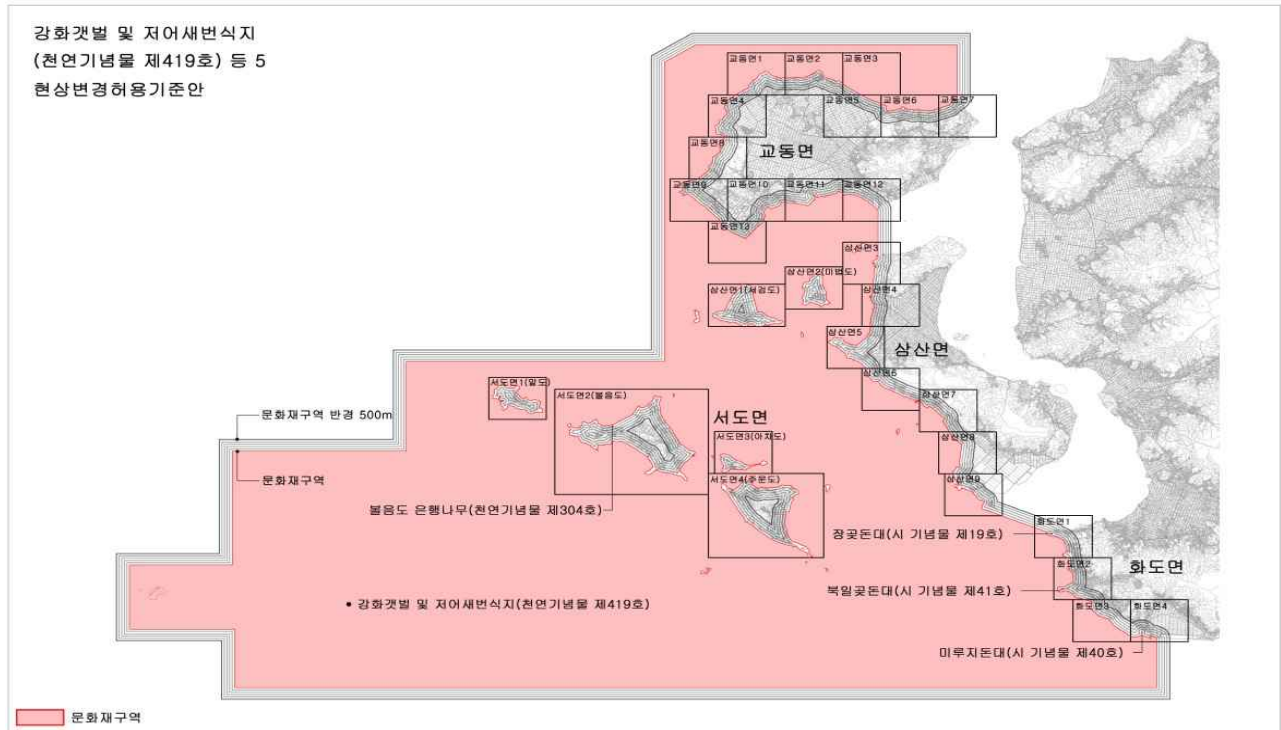 강화갯벌 및 저어새번식지
(천연기념물 제419호) 등 5
현상변경허용기준안
교동면1
교동면2
교동면3
교동면4
교동면5
교동면6
교동면7
교동면8
교동면
교동면9
교동면10
교동면11
교동면12
교동면13
삼산면3
삼산면2(미법도)
삼산면1(서검도)
삼산면4
삼산면5
삼산면
삼산면6
서도면1(말도)
서도면2(볼음도)
삼산면7
서도면
문화재구역 반경 500m
서도면3(아차도)
삼산면8
문화재구역
서도면4(주문도)
삼산면9
볼음도 은행나무(천연기념물 제304호)
화도면1
장곶돈대(시 기념물 제19호)
화도면2
화도면
북일곶돈대(시 기념물 제41호)
• 강화갯벌 및 저어새번식지(천연기념물 제419호)
화도면3
화도면4
미루지돈대(시 기념물 제40호)
문화재구역